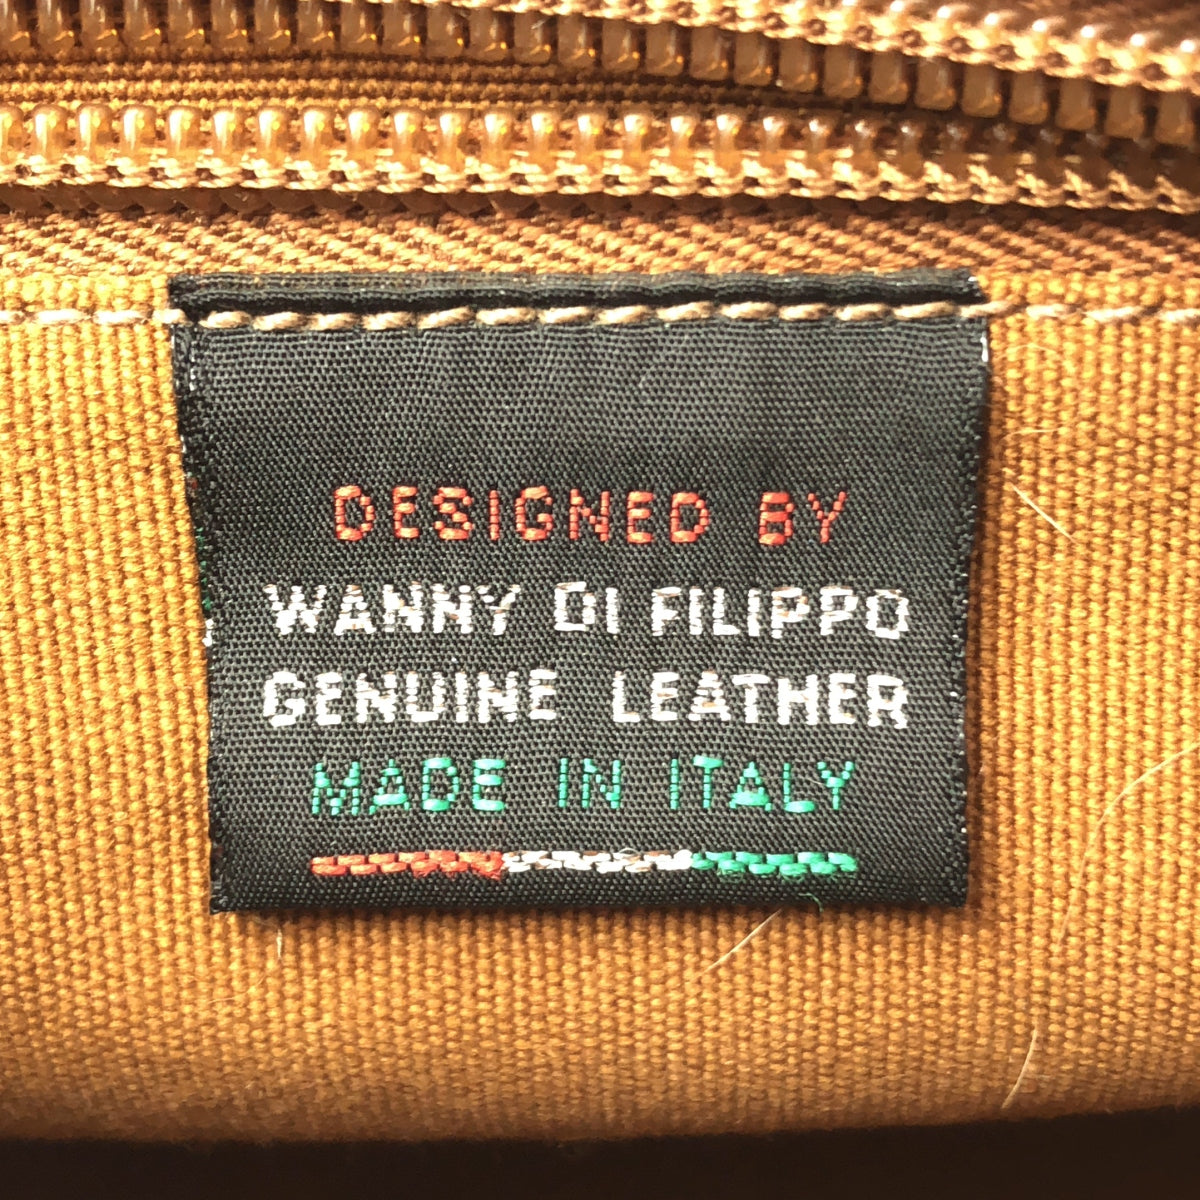 DESIGNED BY
WANNY DI FILIPPO
GENUINE LEATHER
MADE IN ITALY